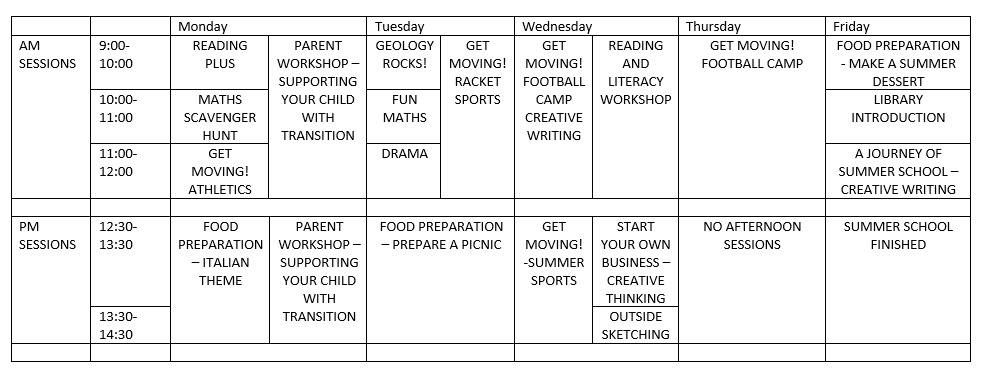 Monday
Tuesday
Wednesday
Thursday
Friday
AM
SESSIONS
9:00-
10:00
READING
PLUS
PARENT
WORKSHOP –
SUPPORTING
YOUR CHILD
WITH
TRANSITION
GEOLOGY
ROCKS!
GET
MOVING!
RACKET
SPORTS
GET
MOVING!
FOOTBALL
CAMP
CREATIVE
WRITING
READING
AND
LITERACY
WORKSHOP
GET MOVING!
FOOTBALL CAMP
FOOD PREPARATION
- MAKE A SUMMER
DESSERT
10:00-
11:00
MATHS
SCAVENGER
HUNT
FUN
MATHS
LIBRARY
INTRODUCTION
11:00-
12:00
GET
MOVING!
ATHLETICS
DRAMA
A JOURNEY OF
SUMMER SCHOOL –
CREATIVE WRITING
PM
SESSIONS
12:30-
13:30
FOOD
PREPARATION
– ITALIAN
THEME
PARENT
WORKSHOP –
SUPPORTING
YOUR CHILD
WITH
TRANSITION
FOOD PREPARATION
– PREPARE A PICNIC
GET
MOVING!
-SUMMER
SPORTS
START
YOUR OWN
BUSINESS –
CREATIVE
THINKING
NO AFTERNOON
SESSIONS
SUMMER SCHOOL
FINISHED
13:30-
14:30
OUTSIDE
SKETCHING